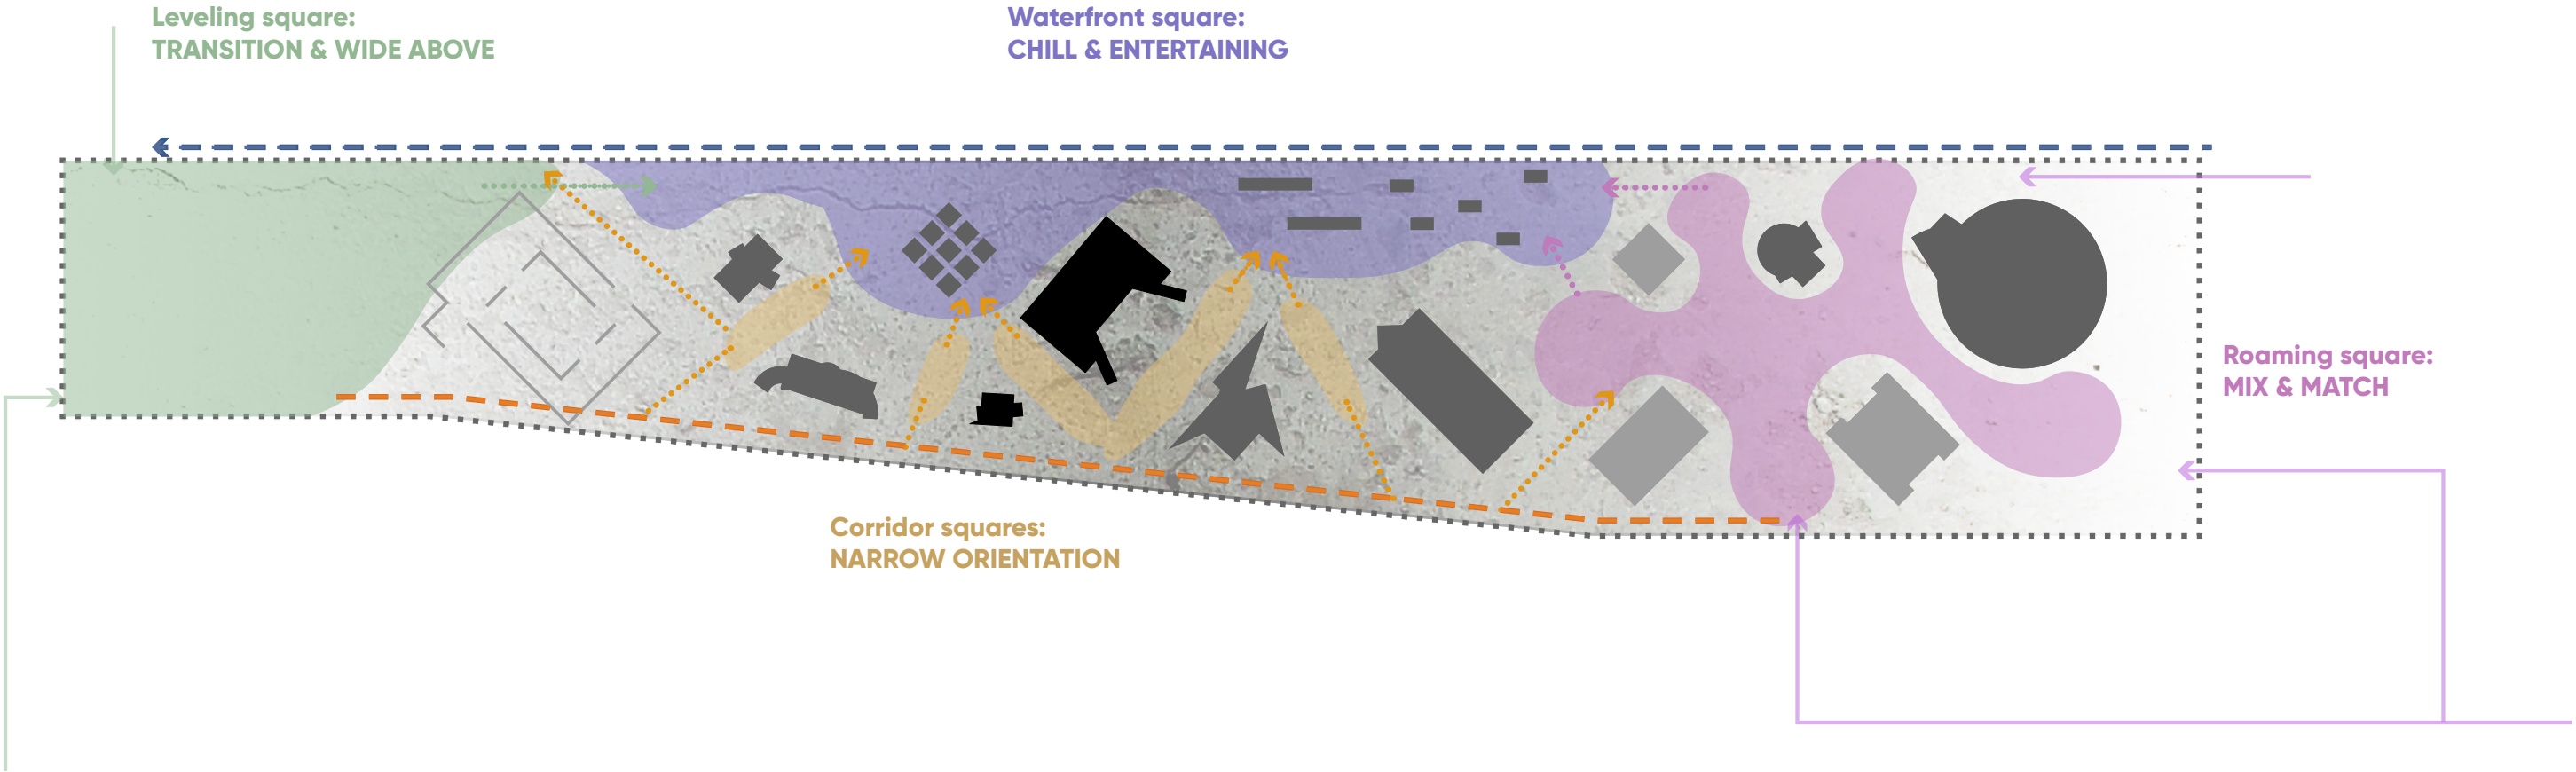 Leveling square:
TRANSITION & WIDE ABOVE
Waterfront square:
CHILL & ENTERTAINING
Roaming square:
MIX & MATCH
Corridor squares:
NARROW ORIENTATION